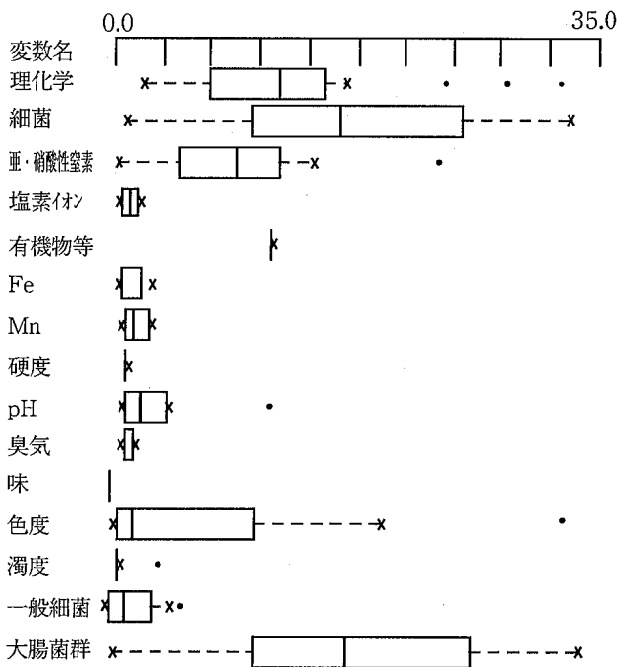 0.0 35.0
変数名
理化学
細菌
亜・硝酸性窒素
塩素イオン
有機物等
Fe
Mn
硬度
pH
臭気
味
色度
濁度
一般細菌
大腸菌群